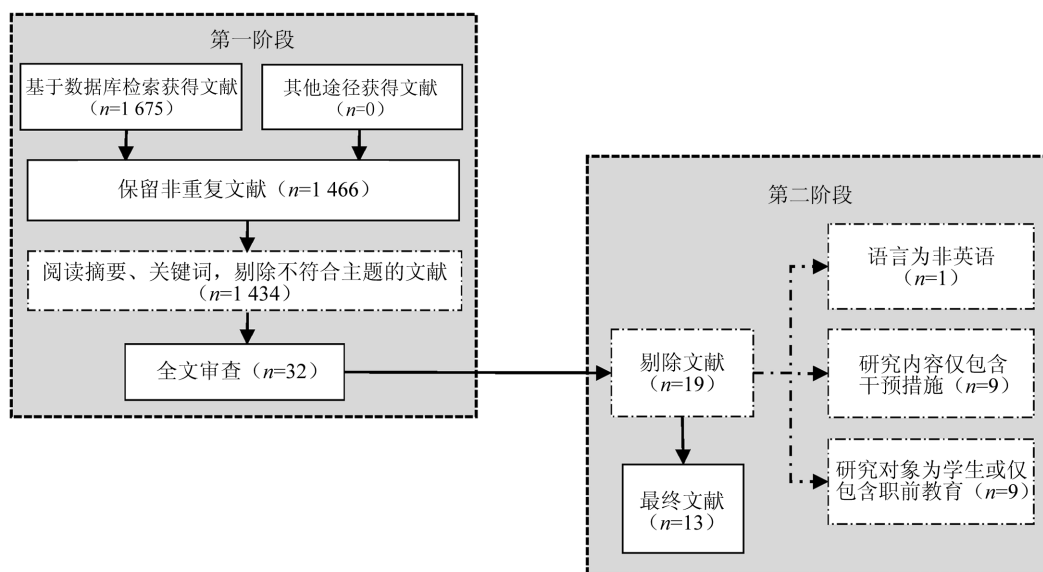 第一阶段
基于数据库检索获得文献
（n=1 675）
其他途径获得文献
（n=0）
保留非重复文献（n=1 466）
阅读摘要、关键词，剔除不符合主题的文献
（n=1 434）
全文审查（n=32）
第二阶段
剔除文献
（n=19）
最终文献
（n=13）
语言为非英语
（n=1）
研究内容仅包含
干预措施（n=9）
研究对象为学生或仅
包含职前教育（n=9）